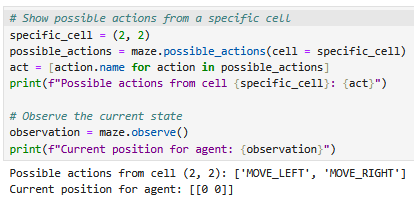 # Show possible actions from a specific cell
specific_cell = (2, 2)
possible_actions = maze.possible_actions(cell = specific_cell)
act = [action.name for action in possible_actions]
print(f"Possible actions from cell {specific_cell}: {act}")

# Observe the current state
observation = maze.observe()
print(f"Current position for agent: {observation}")
Possible actions from cell (2, 2): ['MOVE_LEFT', 'MOVE_RIGHT']
Current position for agent: [[0 0]]